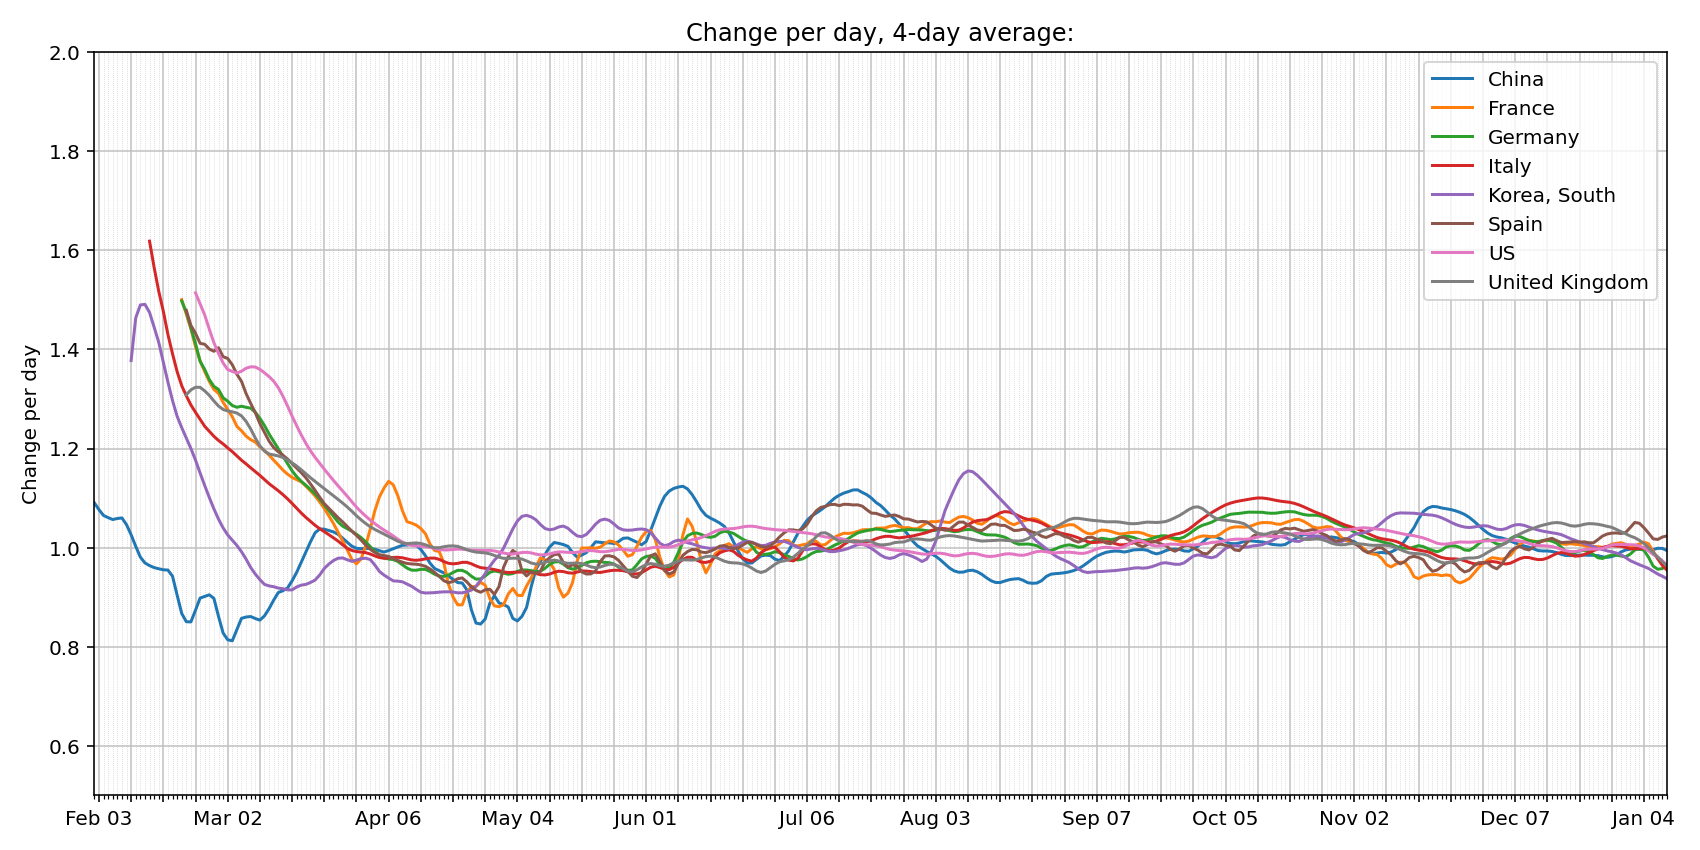 Change per day, 4-day average:
Change per day
2.0
1.8
1.6
1.4
1.2
1.0
0.8
0.6
China
France
Germany
Italy
Korea, South
Spain
US
United Kingdom
Feb 03 Mar 02 Apr 06 May 04 Jun 01 Jul 06 Aug 03 Sep 07 Oct 05 Nov 02 Dec 07 Jan 04